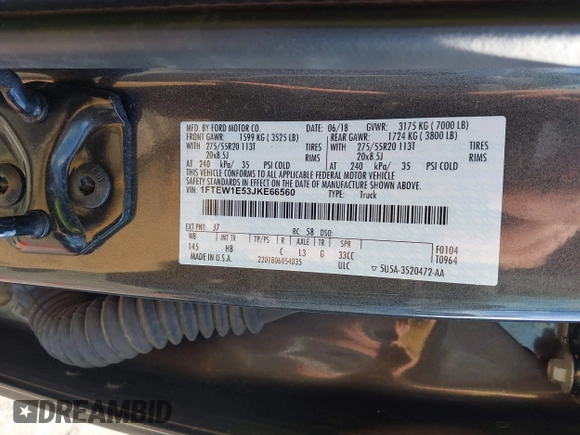 MFD. BY FORD MOTOR CO. 06/18 GVWR: 3175 KG ( 7000 LB)
FRONT GAWR: 1599 KG ( 3525 LB) REAR GAWR: 1724 KG ( 3800 LB)
WITH 275/55R20 113T TIRES WITH 275/55R20 113T TIRES
20x8.5J RIMS 20x8.5J RIMS
AT 240 kPa/ 35 PSI COLD AT 240 kPa/ 35 PSI COLD
THIS VEHICLE CONFORMS TO ALL APPLICABLE FEDERAL MOTOR VEHICLE
SAFETY STANDARDS IN EFFECT ON THE DATE OF MANUFACTURE SHOWN ABOVE.
VIN: 1FTEW1E53JKE66560 TYPE: Truck
EXT PNT: J7 RC: 58 DSO:
WB INT TR TP/PS R AXLE TR SPR
145 HB C L3 G 33CC F0104
ULC T0964
MADE IN U.S.A. 2201806054035 5U5A-3520472-AA
DREAMBID